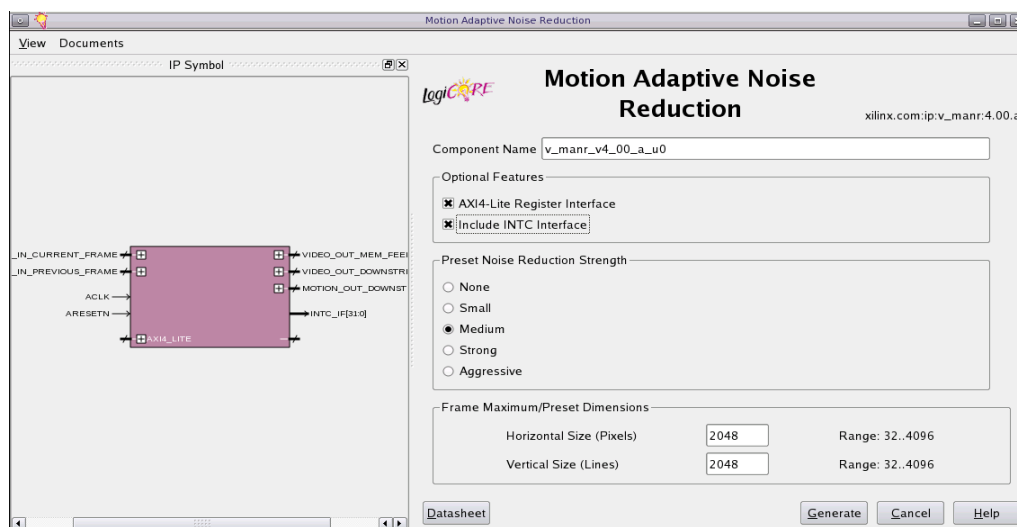 Motion Adaptive Noise Reduction
View Documents
IP Symbol
_IN_CURRENT_FRAME
_IN_PREVIOUS_FRAME
ACLK
ARESETN
AXI4_LITE
VIDEO_OUT_MEM_FEEI
VIDEO_OUT_DOWNSTRI
MOTION_OUT_DOWNST
INTC_IF[31:0]
logiCORE
Motion Adaptive Noise
Reduction
xilinx.com:ip:v_manr:4.00.a
Component Name v_manr_v4_00_a_u0
Optional Features
AXI4-Lite Register Interface
Include INTC Interface
Preset Noise Reduction Strength
None
Small
Medium
Strong
Aggressive
Frame Maximum/Preset Dimensions
Horizontal Size (Pixels) 2048 Range: 32..4096
Vertical Size (Lines) 2048 Range: 32..4096
Datasheet Generate Cancel Help